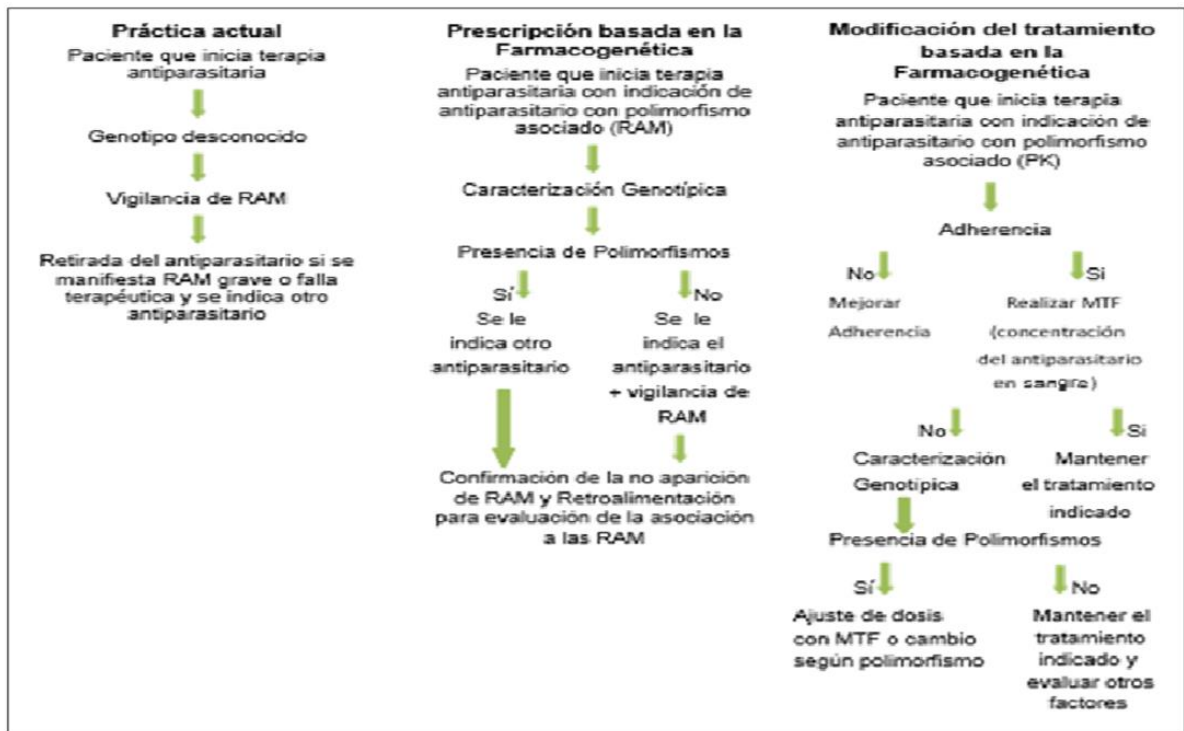 Práctica actual
Paciente que inicia terapia
antiparasitaria
Genotipo desconocido
Vigilancia de RAM
Retirada del antiparasitario si se
manifiesta RAM grave o falla
terapéutica y se indica otro
antiparasitario
Prescripción basada en la
Farmacogenética
Paciente que inicia terapia
antiparasitaria con indicación de
antiparasitario con polimorfismo
asociado (RAM)
Caracterización Genotípica
Presencia de Polimorfismos
Sí
No
Se le
indica otro
antiparasitario
Se le
indica el
antiparasitario
+ vigilancia de
RAM
Confirmación de la no aparición
de RAM y Retroalimentación
para evaluación de la asociación
a las RAM
Modificación del tratamiento
basada en la
Farmacogenética
Paciente que inicia terapia
antiparasitaria con indicación de
antiparasitario con polimorfismo
asociado (PK)
Adherencia
No
Si
Mejorar
Adherencia
Realizar MTF
(concentración
del antiparasitario
en sangre)
No
Si
Caracterización
Genotípica
Mantener
el tratamiento
indicado
Presencia de Polimorfismos
Sí
No
Ajuste de dosis
con MTF o cambio
según polimorfismo
Mantener el
tratamiento
indicado y
evaluar otros
factores